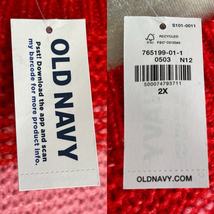 OLD NAVY
Psst! Download the app and scan
my barcode for more product info.
S101-0011
RECYCLED
765199-01-1
0503 N12
500074793711
2X
OLDNAVY.COM